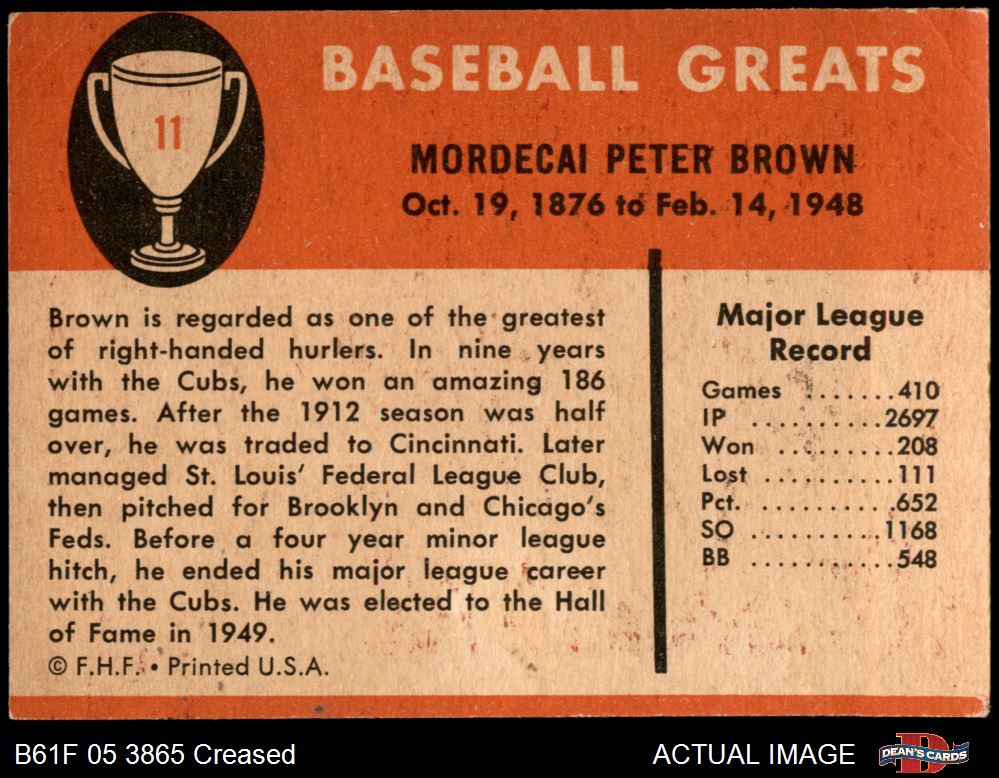 11
BASEBALL GREATS
MORDECAI PETER BROWN
Oct. 19, 1876 to Feb. 14, 1948
Brown is regarded as one of the greatest
of right-handed hurlers. In nine years
with the Cubs, he won an amazing 186
games. After the 1912 season was half
over, he was traded to Cincinnati. Later
managed St. Louis' Federal League Club,
then pitched for Brooklyn and Chicago's
Feds. Before a four year minor league
hitch, he ended his major league career
with the Cubs. He was elected to the Hall
of Fame in 1949.
© F.H.F. • Printed U.S.A.
Major League
Record
Games .......410
IP ..........2697
Won .........208
Lost ..........111
Pct. ..........652
SO ..........1168
BB ...........548
B61F 05 3865 Creased
ACTUAL IMAGE
DEAN'S CARDS